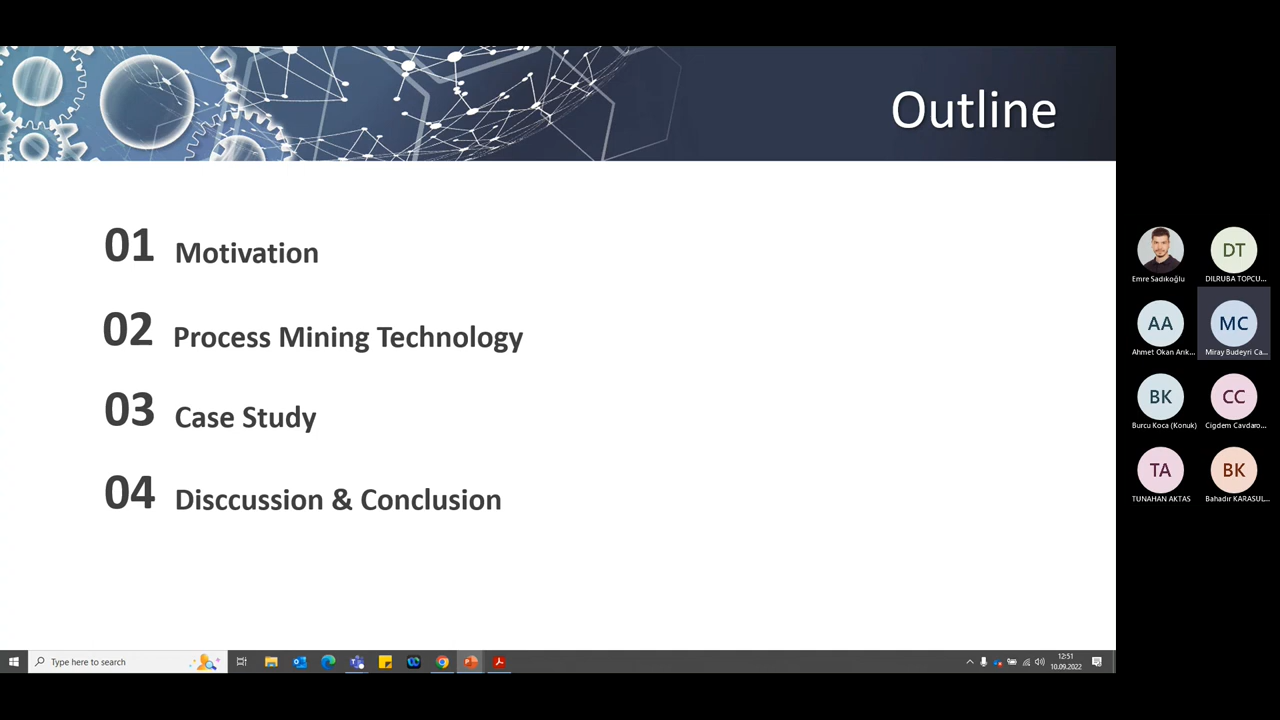 Outline
01 Motivation
02 Process Mining Technology
03 Case Study
04 Disccussion & Conclusion
DT
Emre Sadıkoğlu
DILRUBA TOPCU...
AA
MC
Ahmet Okan Arık...
Miray Budeyri Ca...
BK
CC
Burcu Koca (Konuk)
Cigdem Cavdaro...
TA
BK
TUNAHAN AKTAS
Bahadır KARASUL...
Type here to search
12:51
10.09.2022